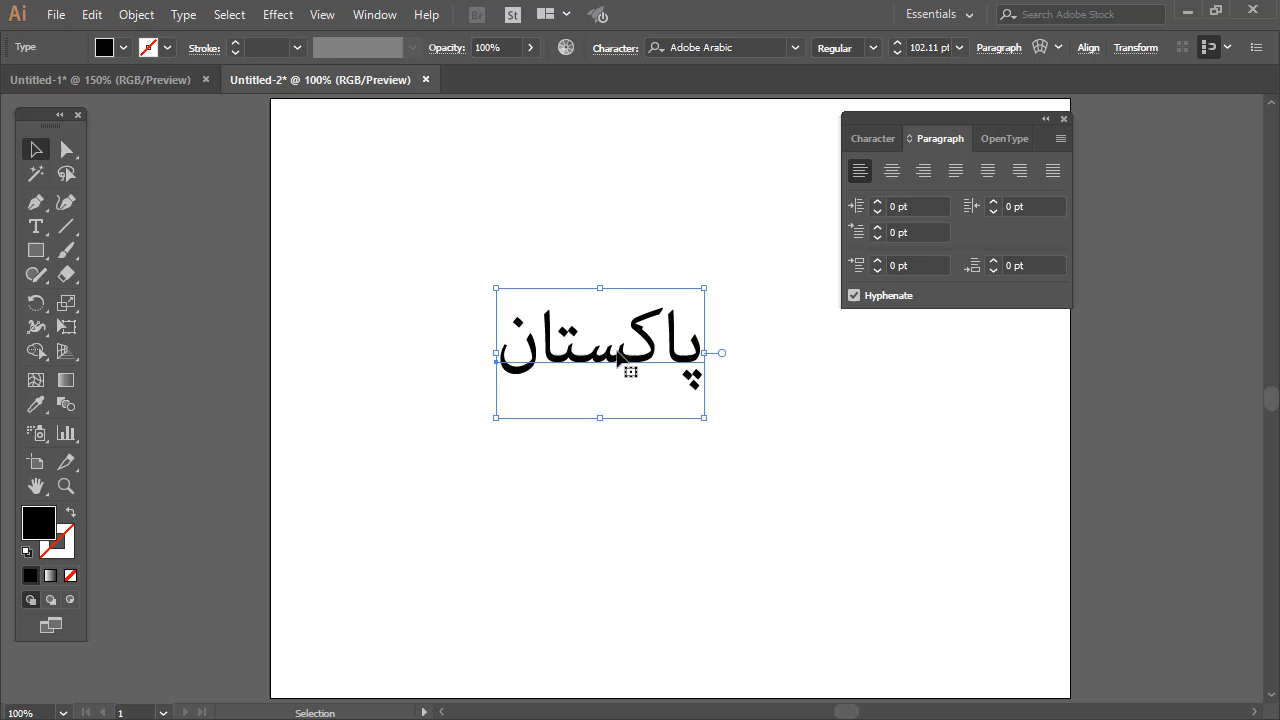 Ai File Edit Object Type Select Effect View Window Help Br St Essentials Search Adobe Stock
Type Stroke: Opacity: 100% Character: Adobe Arabic Regular 102.11 pt Paragraph Align Transform
Untitled-1* @ 150% (RGB/Preview) Untitled-2* @ 100% (RGB/Preview)
Character Paragraph OpenType
0 pt 0 pt
0 pt
0 pt 0 pt
Hyphenate
پاکستان
100% 1 Selection